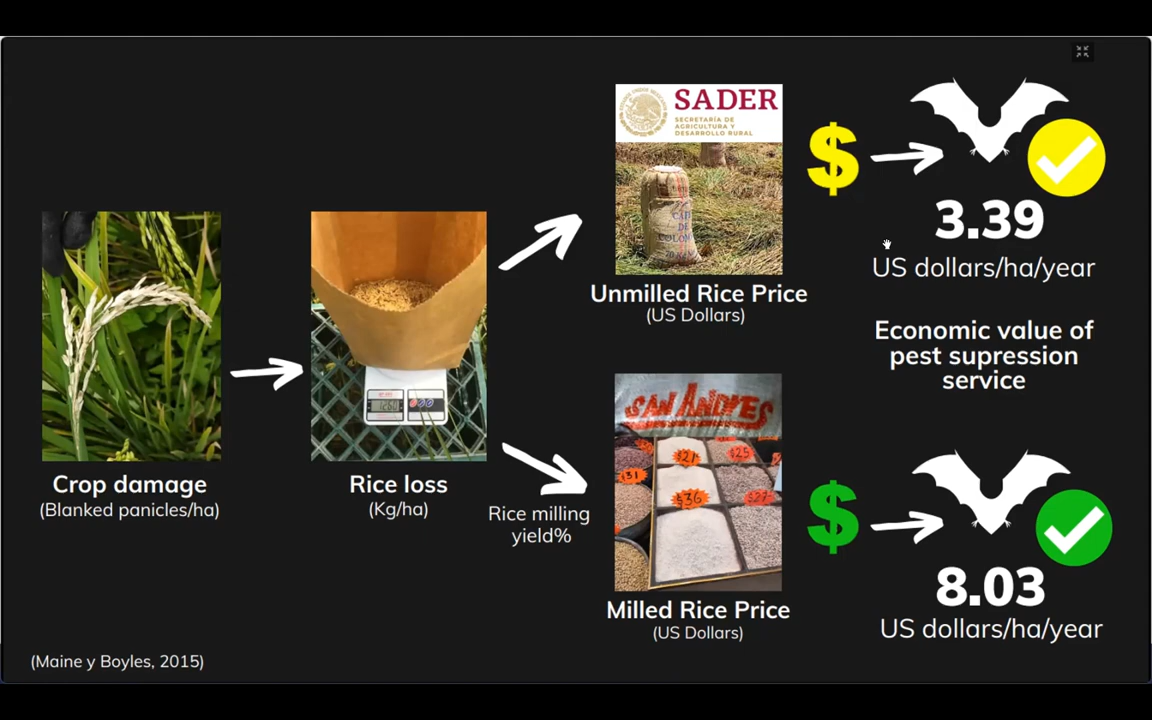 SADER
SECRETARÍA DE
AGRICULTURA Y
DESARROLLO RURAL
$
3.39
US dollars/ha/year
Unmilled Rice Price
(US Dollars)
Economic value of
pest supression
service
Crop damage
(Blanked panicles/ha)
Rice loss
(Kg/ha)
Rice milling
yield%
SAN ANDRES
$21
$25
$31
$36
$27
Milled Rice Price
(US Dollars)
$
8.03
US dollars/ha/year
(Maine y Boyles, 2015)